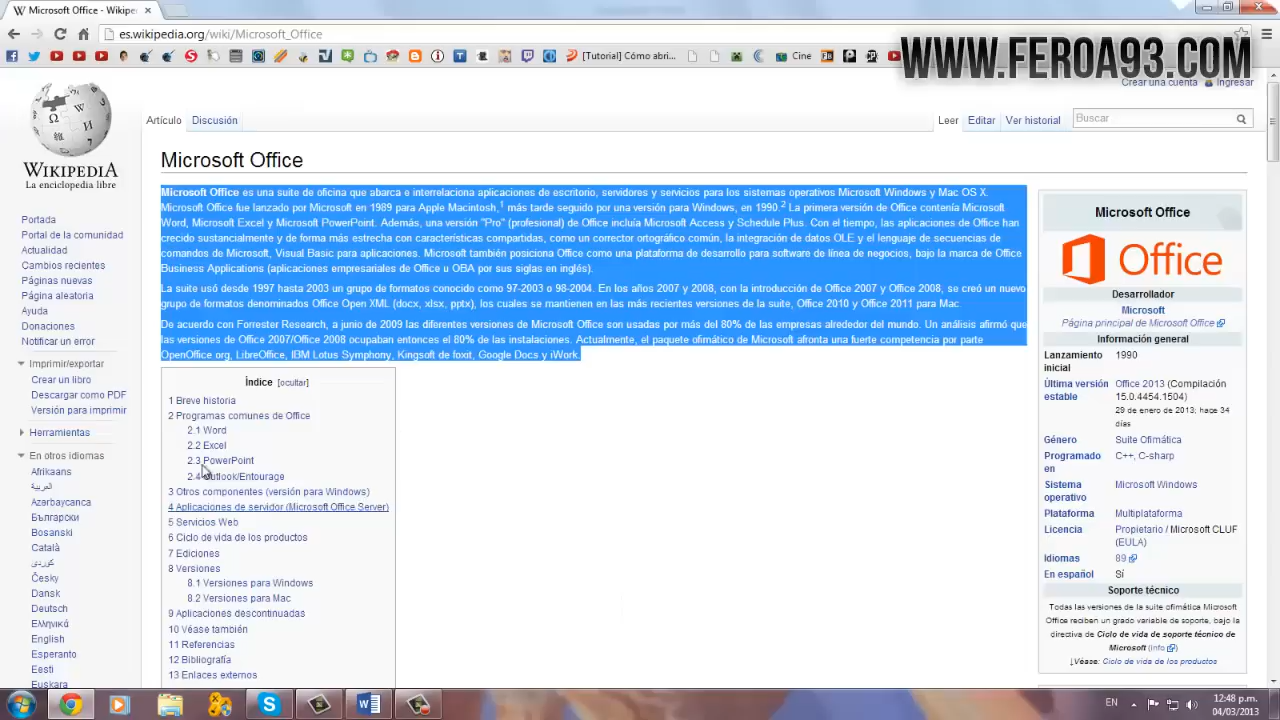 Microsoft Office - Wikipe
es.wikipedia.org/wiki/Microsoft_Office
[Tutorial] Cómo abri...
Cine
WWW.FEROA93.COM
Crear una cuenta
Ingresar
Artículo
Discusión
Leer
Editar
Ver historial
Buscar
WIKIPEDIA
La enciclopedia libre
Portada
Portal de la comunidad
Actualidad
Cambios recientes
Páginas nuevas
Página aleatoria
Ayuda
Donaciones
Notificar un error
Imprimir/exportar
Crear un libro
Descargar como PDF
Versión para imprimir
Herramientas
En otros idiomas
Afrikaans
العربية
Azərbaycanca
Български
Bosanski
Català
کوردی
Česky
Dansk
Deutsch
Ελληνικά
English
Esperanto
Eesti
Euskara
Microsoft Office
Microsoft Office es una suite de oficina que abarca e interrelaciona aplicaciones de escritorio, servidores y servicios para los sistemas operativos Microsoft Windows y Mac OS X.
Microsoft Office fue lanzado por Microsoft en 1989 para Apple Macintosh,1 más tarde seguido por una versión para Windows, en 1990.2 La primera versión de Office contenía Microsoft
Word, Microsoft Excel y Microsoft PowerPoint. Además, una versión "Pro" (profesional) de Office incluía Microsoft Access y Schedule Plus. Con el tiempo, las aplicaciones de Office han
crecido sustancialmente y de forma más estrecha con características compartidas, como un corrector ortográfico común, la integración de datos OLE y el lenguaje de secuencias de
comandos de Microsoft, Visual Basic para aplicaciones. Microsoft también posiciona Office como una plataforma de desarrollo para software de línea de negocios, bajo la marca de Office
Business Applications (aplicaciones empresariales de Office u OBA por sus siglas en inglés).
La suite usó desde 1997 hasta 2003 un grupo de formatos conocido como 97-2003 o 98-2004. En los años 2007 y 2008, con la introducción de Office 2007 y Office 2008, se creó un nuevo
grupo de formatos denominados Office Open XML (docx, xlsx, pptx), los cuales se mantienen en las más recientes versiones de la suite, Office 2010 y Office 2011 para Mac.
De acuerdo con Forrester Research, a junio de 2009 las diferentes versiones de Microsoft Office son usadas por más del 80% de las empresas alrededor del mundo. Un análisis afirmó que
las versiones de Office 2007/Office 2008 ocupaban entonces el 80% de las instalaciones. Actualmente, el paquete ofimático de Microsoft afronta una fuerte competencia por parte
OpenOffice.org, LibreOffice, IBM Lotus Symphony, Kingsoft de foxit, Google Docs y iWork.
Índice [ocultar]
1 Breve historia
2 Programas comunes de Office
2.1 Word
2.2 Excel
2.3 PowerPoint
2.4 Outlook/Entourage
3 Otros componentes (versión para Windows)
4 Aplicaciones de servidor (Microsoft Office Server)
5 Servicios Web
6 Ciclo de vida de los productos
7 Ediciones
8 Versiones
8.1 Versiones para Windows
8.2 Versiones para Mac
9 Aplicaciones descontinuadas
10 Véase también
11 Referencias
12 Bibliografía
13 Enlaces externos
Microsoft Office
Office
Desarrollador
Microsoft
Página principal de Microsoft Office
Información general
Lanzamiento inicial 1990
Última versión estable Office 2013 (Compilación 15.0.4454.1504)
29 de enero de 2013; hace 34 días
Género Suite Ofimática
Programado en C++, C-sharp
Sistema operativo Microsoft Windows
Plataforma Multiplataforma
Licencia Propietario / Microsoft CLUF (EULA)
Idiomas 89
En español Sí
Soporte técnico
Todas las versiones de la suite ofimática Microsoft
Office reciben un grado variable de soporte, bajo la
directiva de Ciclo de vida de soporte técnico de
Microsoft (info)
↓Véase: Ciclo de vida de los productos
EN
12:48 p.m.
04/03/2013